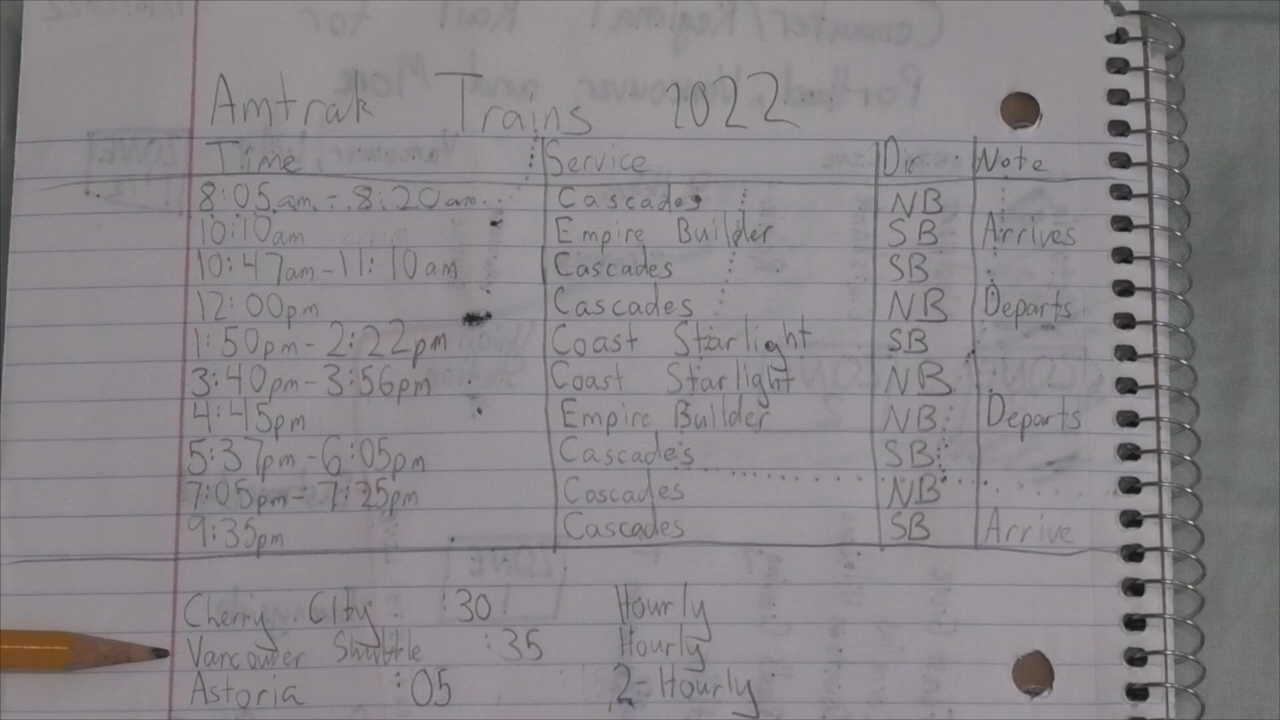 Amtrak Trains 2022
Time Service Dir Note
8:05am - 8:20am Cascades NB
10:10am Empire Builder SB Arrives
10:47am - 11:10am Cascades SB
12:00pm Cascades NB Departs
1:50pm - 2:22pm Coast Starlight SB
3:40pm - 3:56pm Coast Starlight NB
4:45pm Empire Builder NB Departs
5:37pm - 6:05pm Cascades SB
7:05pm - 7:25pm Cascades NB
9:35pm Cascades SB Arrive
Cherry City :30 Hourly
Vancouver Shuttle :35 Hourly
Astoria :05 2-Hourly